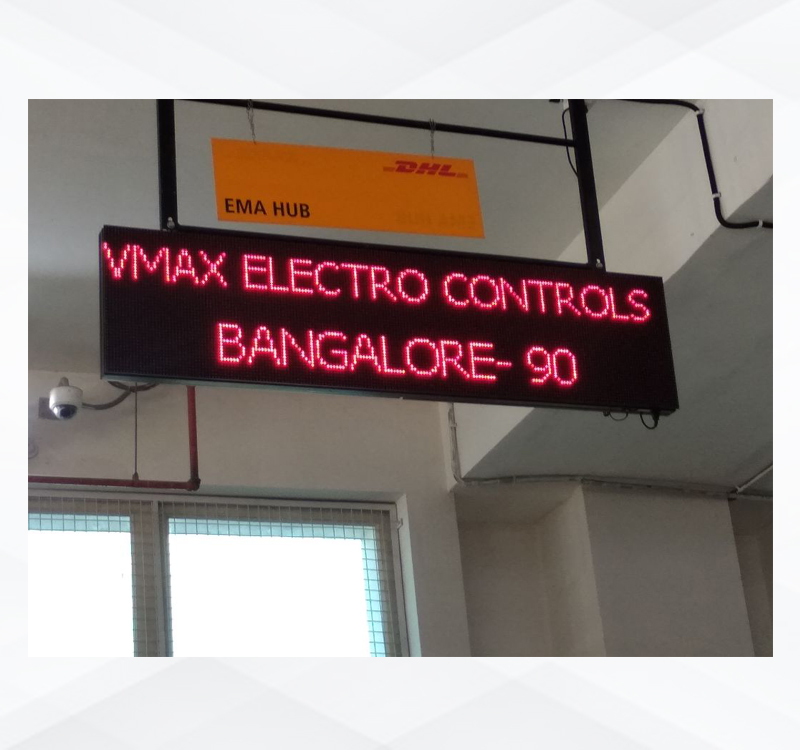 DHL
EMA HUB
VMAX ELECTRO CONTROLS
BANGALORE- 90